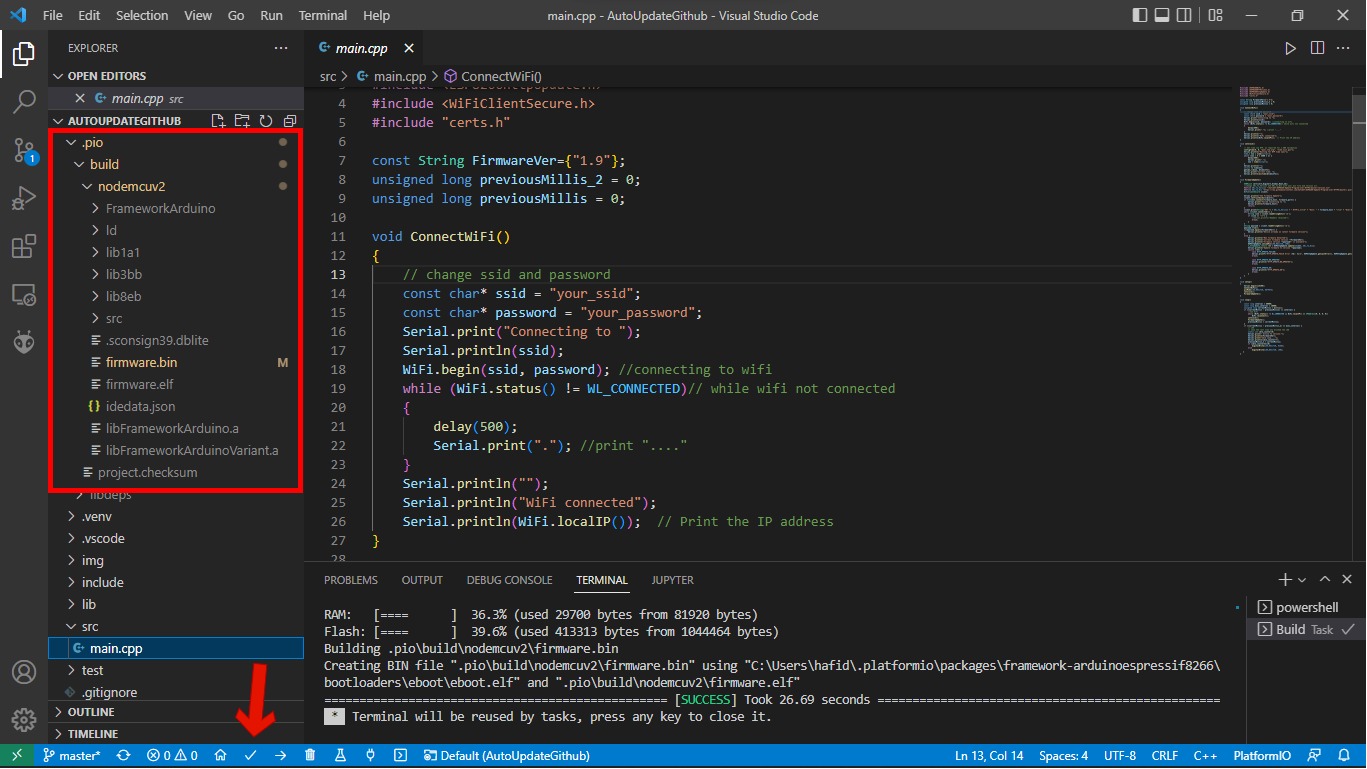 File Edit Selection View Go Run Terminal Help
main.cpp - AutoUpdateGithub - Visual Studio Code
EXPLORER
OPEN EDITORS
main.cpp src
AUTOUPDATEGITHUB
.pio
build
nodemcuv2
FrameworkArduino
ld
lib1a1
lib3bb
lib8eb
src
.sconsign39.dblite
firmware.bin M
firmware.elf
idedata.json
libFrameworkArduino.a
libFrameworkArduinoVariant.a
project.checksum
libdeps
.venv
.vscode
img
include
lib
src
main.cpp
test
.gitignore
OUTLINE
TIMELINE
1
main.cpp
src > main.cpp > ConnectWiFi()
4 #include <WiFiClientSecure.h>
5 #include "certs.h"
6
7 const String FirmwareVer={"1.9"};
8 unsigned long previousMillis_2 = 0;
9 unsigned long previousMillis = 0;
10
11 void ConnectWiFi()
12 {
13 // change ssid and password
14 const char* ssid = "your_ssid";
15 const char* password = "your_password";
16 Serial.print("Connecting to ");
17 Serial.println(ssid);
18 WiFi.begin(ssid, password); //connecting to wifi
19 while (WiFi.status() != WL_CONNECTED)// while wifi not connected
20 {
21 delay(500);
22 Serial.print("."); //print "...."
23 }
24 Serial.println("");
25 Serial.println("WiFi connected");
26 Serial.println(WiFi.localIP()); // Print the IP address
27 }
28
PROBLEMS OUTPUT DEBUG CONSOLE TERMINAL JUPYTER
RAM: [==== ] 36.3% (used 29700 bytes from 81920 bytes)
Flash: [==== ] 39.6% (used 413313 bytes from 1044464 bytes)
Building .pio\build\nodemcuv2\firmware.bin
Creating BIN file ".pio\build\nodemcuv2\firmware.bin" using "C:\Users\hafid\.platformio\packages\framework-arduinoespressif8266\
bootloaders\eboot\eboot.elf" and ".pio\build\nodemcuv2\firmware.elf"
============================================ [SUCCESS] Took 26.69 seconds ============================================
* Terminal will be reused by tasks, press any key to close it.
powershell
Build Task
master* 0 0 Default (AutoUpdateGithub) Ln 13, Col 14 Spaces: 4 UTF-8 CRLF C++ PlatformIO